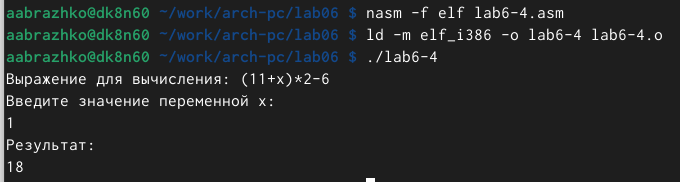 aabrazhko@dk8n60 ~/work/arch-pc/lab06 $ nasm -f elf lab6-4.asm
aabrazhko@dk8n60 ~/work/arch-pc/lab06 $ ld -m elf_i386 -o lab6-4 lab6-4.o
aabrazhko@dk8n60 ~/work/arch-pc/lab06 $ ./lab6-4
Выражение для вычисления: (11+x)*2-6
Введите значение переменной x:
1
Результат:
18